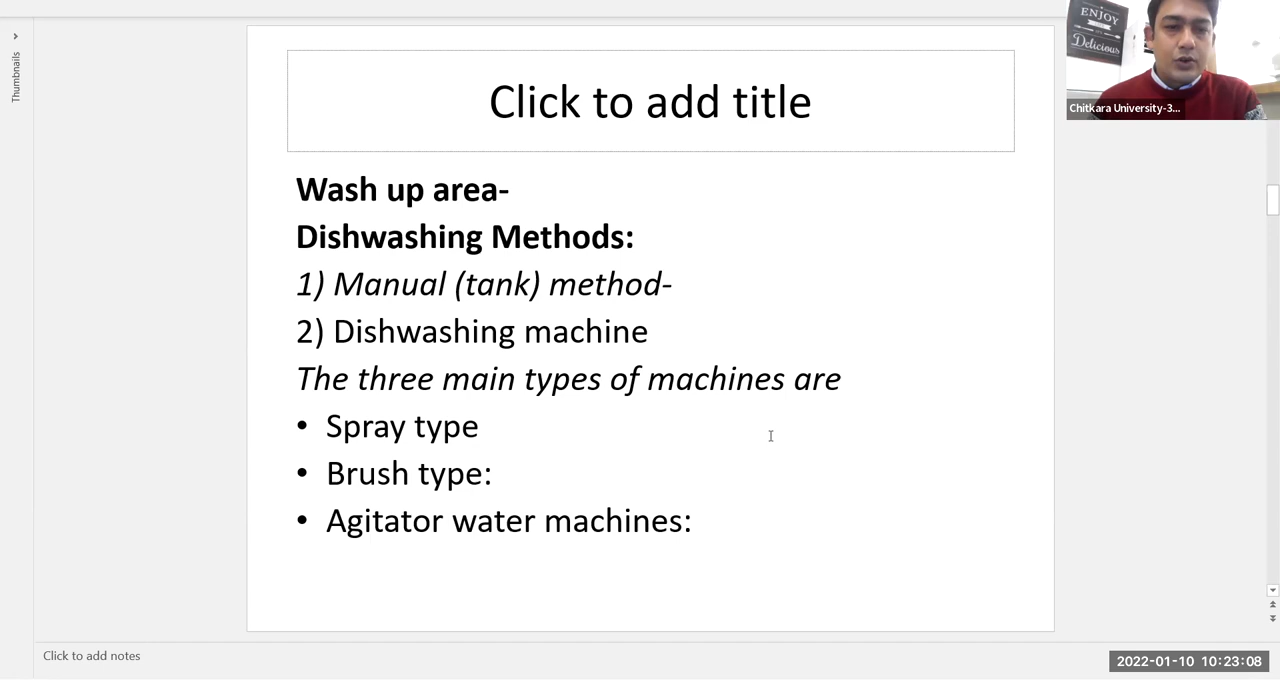 Thumbnails
Click to add title
Wash up area-
Dishwashing Methods:
1) Manual (tank) method-
2) Dishwashing machine
The three main types of machines are
• Spray type
• Brush type:
• Agitator water machines:
Click to add notes
ENJOY
Delicious
Chitkara University-3...
2022-01-10 10:23:08